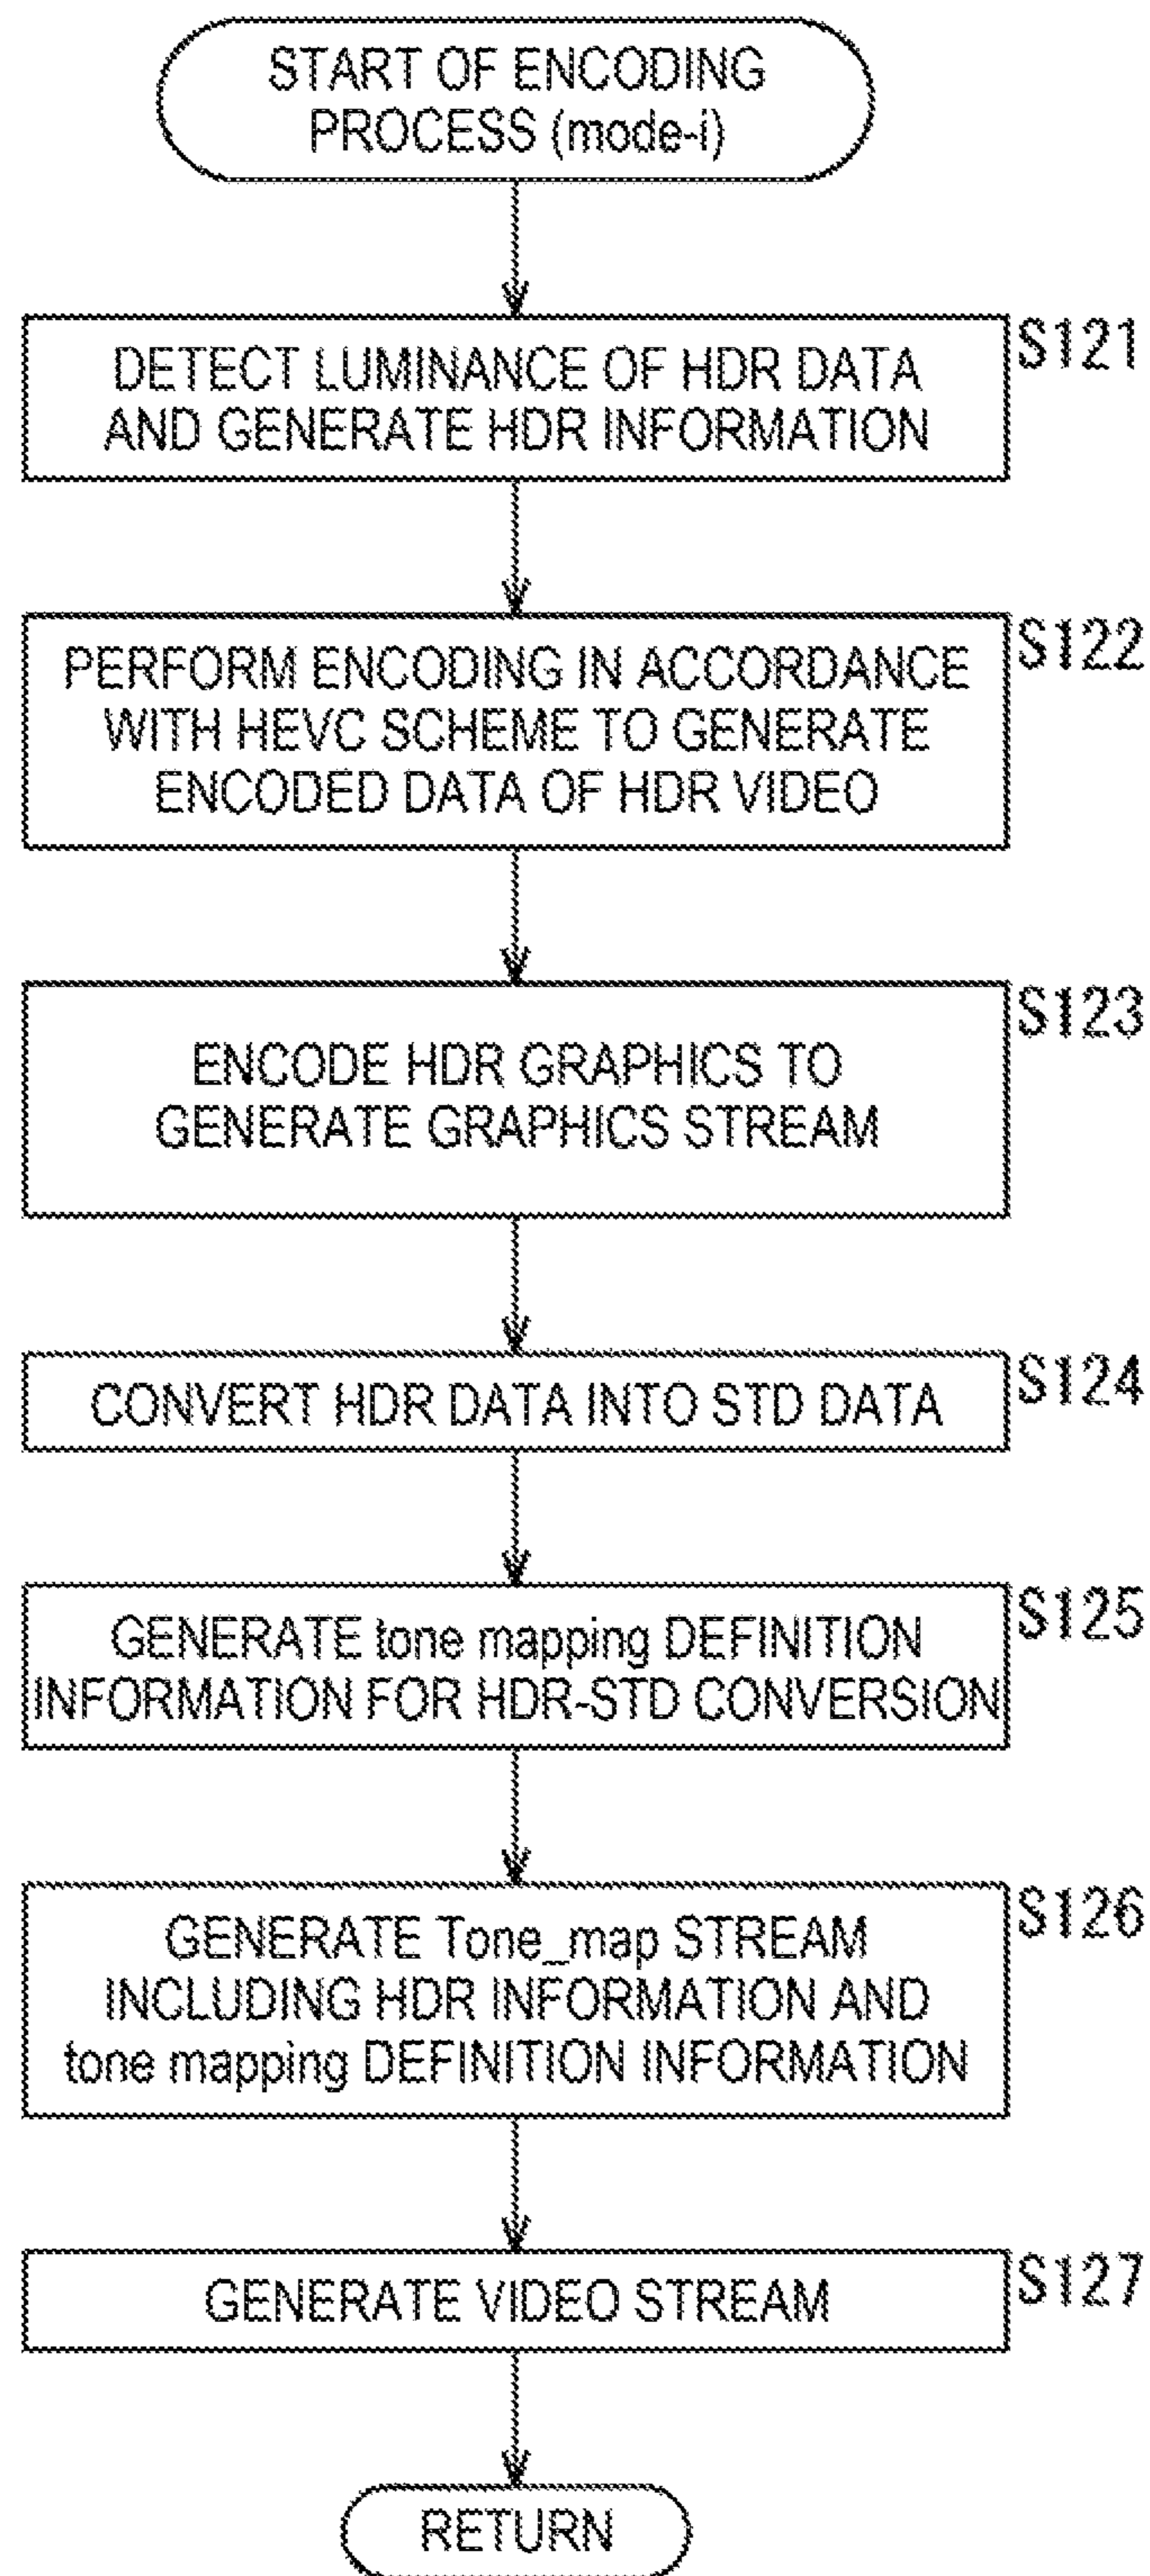 START OF ENCODING
PROCESS (mode-i)
S121
DETECT LUMINANCE OF HDR DATA
AND GENERATE HDR INFORMATION
S122
PERFORM ENCODING IN ACCORDANCE
WITH HEVC SCHEME TO GENERATE
ENCODED DATA OF HDR VIDEO
S123
ENCODE HDR GRAPHICS TO
GENERATE GRAPHICS STREAM
S124
CONVERT HDR DATA INTO STD DATA
S125
GENERATE tone mapping DEFINITION
INFORMATION FOR HDR-STD CONVERSION
S126
GENERATE Tone_map STREAM
INCLUDING HDR INFORMATION AND
tone mapping DEFINITION INFORMATION
S127
GENERATE VIDEO STREAM
RETURN